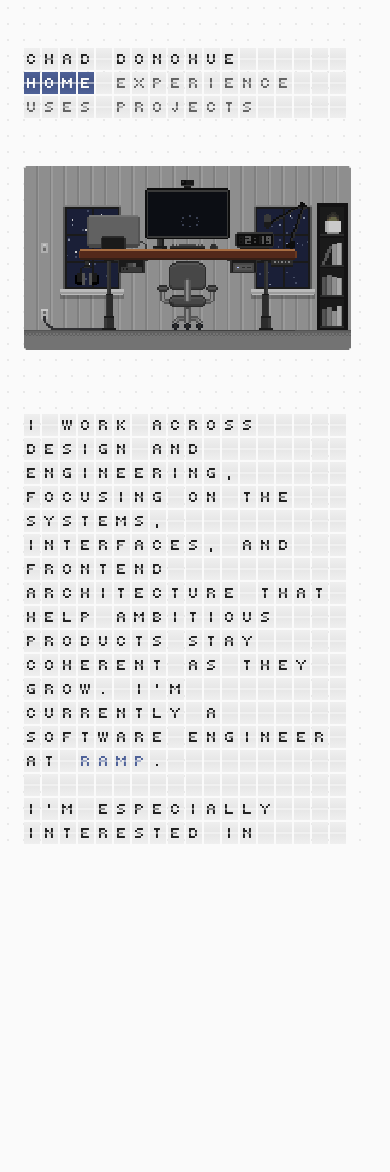 CHAD DONOHUE
HOME EXPERIENCE
USES PROJECTS
2:19
I WORK ACROSS
DESIGN AND
ENGINEERING,
FOCUSING ON THE
SYSTEMS,
INTERFACES, AND
FRONTEND
ARCHITECTURE THAT
HELP AMBITIOUS
PRODUCTS STAY
COHERENT AS THEY
GROW. I'M
CURRENTLY A
SOFTWARE ENGINEER
AT RAMP.
I'M ESPECIALLY
INTERESTED IN